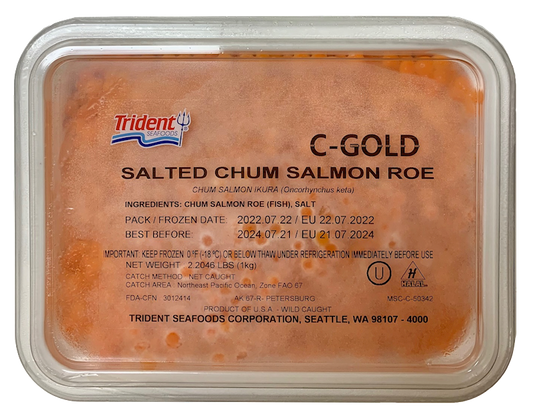 Trident
SEAFOODS
C-GOLD
SALTED CHUM SALMON ROE
CHUM SALMON IKURA (Oncorhynchus keta)
INGREDIENTS: CHUM SALMON ROE (FISH), SALT
PACK / FROZEN DATE: 2022.07.22 / EU 22.07.2022
BEST BEFORE: 2024.07.21 / EU 21 07 2024
IMPORTANT: KEEP FROZEN 0°F (-18°C) OR BELOW THAW UNDER REFRIGERATION IMMEDIATELY BEFORE USE
NET WEIGHT 2.2046 LBS (1kg)
CATCH METHOD NET CAUGHT
CATCH AREA Northeast Pacific Ocean, Zone FAO 67
U
H
HALAL
FDA-CFN 3012414 AK 67-R- PETERSBURG MSC-C-50342
PRODUCT OF U.S.A. - WILD CAUGHT
TRIDENT SEAFOODS CORPORATION, SEATTLE, WA 98107 - 4000